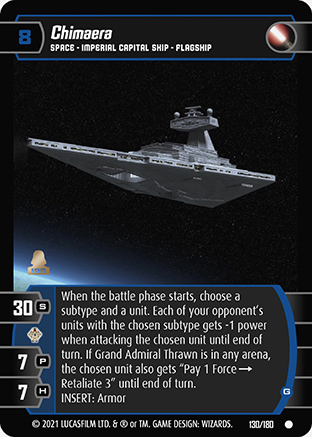 8
Chimaera
SPACE - IMPERIAL CAPITAL SHIP - FLAGSHIP
30 S
7 P
7 H
When the battle phase starts, choose a
subtype and a unit. Each of your opponent's
units with the chosen subtype gets -1 power
when attacking the chosen unit until end
of turn. If Grand Admiral Thrawn is in any arena,
the chosen unit also gets "Pay 1 Force →
Retaliate 3" until end of turn.
INSERT: Armor
G
© 2021 LUCASFILM LTD. & ® or TM. GAME DESIGN: WIZARDS.
130/180